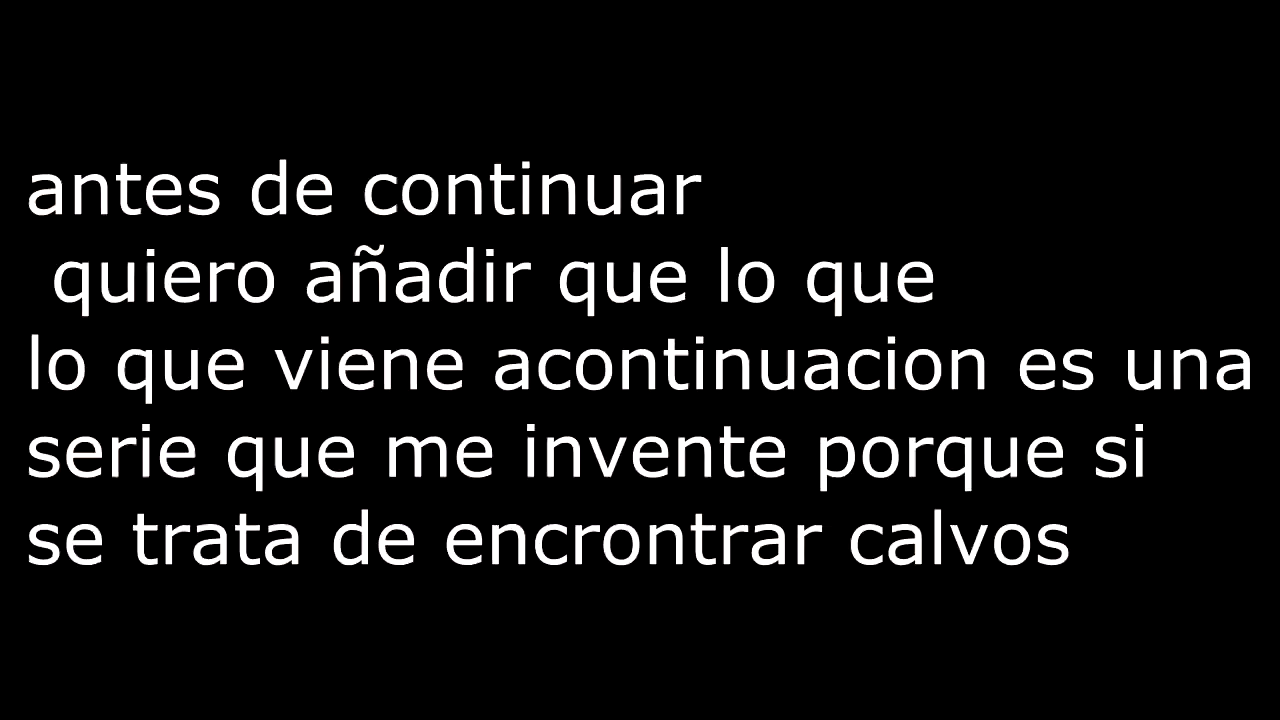 antes de continuar
quiero añadir que lo que
lo que viene acontinuacion es una
serie que me invente porque si
se trata de encrontrar calvos